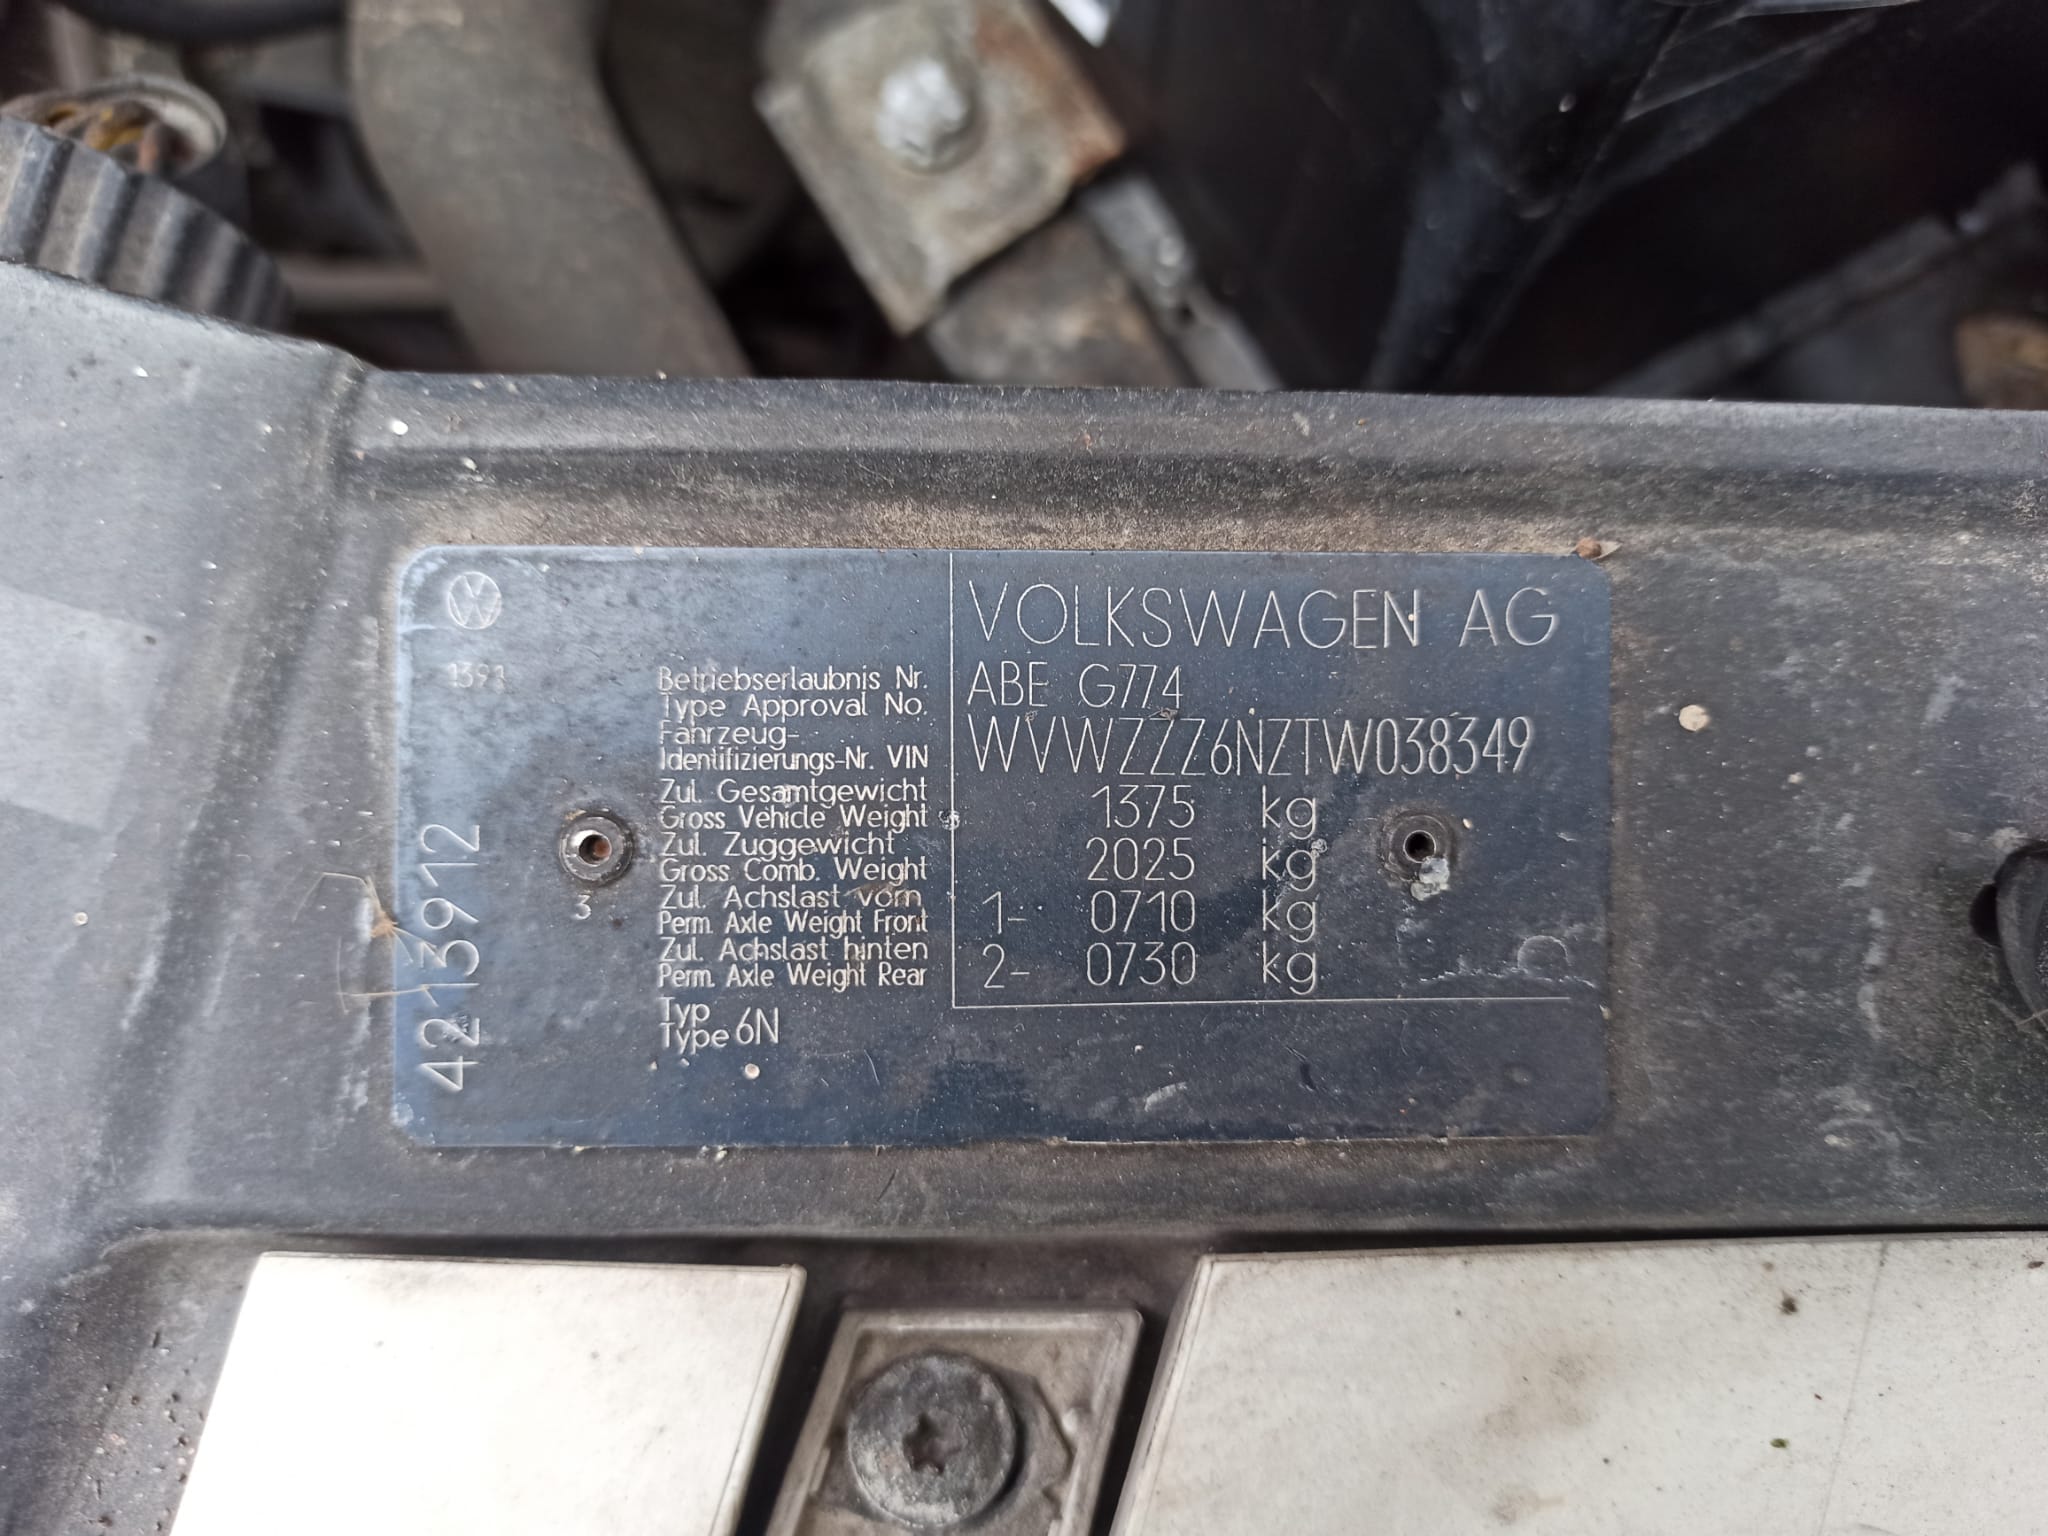 VOLKSWAGEN AG
Betriebserlaubnis Nr.
Type Approval No.
ABE G774
Fahrzeug-
Identifizierungs-Nr. VIN
WVWZZZ6NZTW038349
Zul. Gesamtgewicht
Gross Vehicle Weight
1375 kg
Zul. Zuggewicht
Gross Comb. Weight
2025 kg
Zul. Achslast vorn
Perm. Axle Weight Front
1- 0710 kg
Zul. Achslast hinten
Perm. Axle Weight Rear
2- 0730 kg
Typ
Type 6N
3
4213912